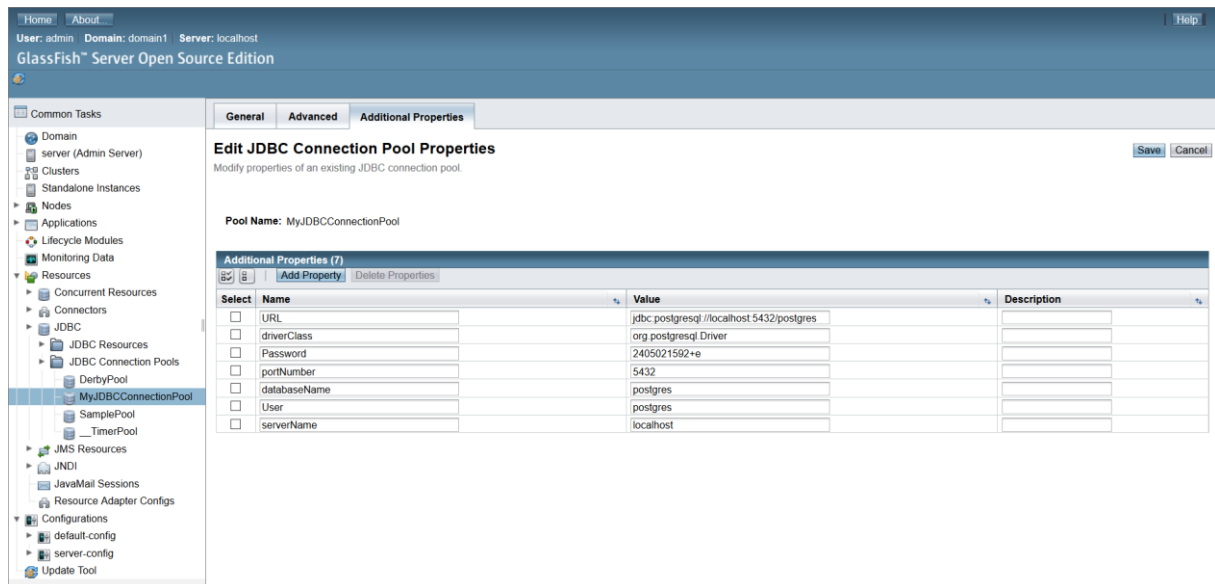 Home About... Help
User: admin Domain: domain1 Server: localhost
GlassFish™ Server Open Source Edition
Common Tasks
Domain
server (Admin Server)
Clusters
Standalone Instances
Nodes
Applications
Lifecycle Modules
Monitoring Data
Resources
Concurrent Resources
Connectors
JDBC
JDBC Resources
JDBC Connection Pools
DerbyPool
MyJDBCConnectionPool
SamplePool
__TimerPool
JMS Resources
JNDI
JavaMail Sessions
Resource Adapter Configs
Configurations
default-config
server-config
Update Tool
General Advanced Additional Properties
Edit JDBC Connection Pool Properties
Save Cancel
Modify properties of an existing JDBC connection pool.
Pool Name: MyJDBCConnectionPool
Additional Properties (7)
Add Property Delete Properties
Select Name Value Description
URL jdbc:postgresql://localhost:5432/postgres
driverClass org.postgresql.Driver
Password 2405021592+e
portNumber 5432
databaseName postgres
User postgres
serverName localhost